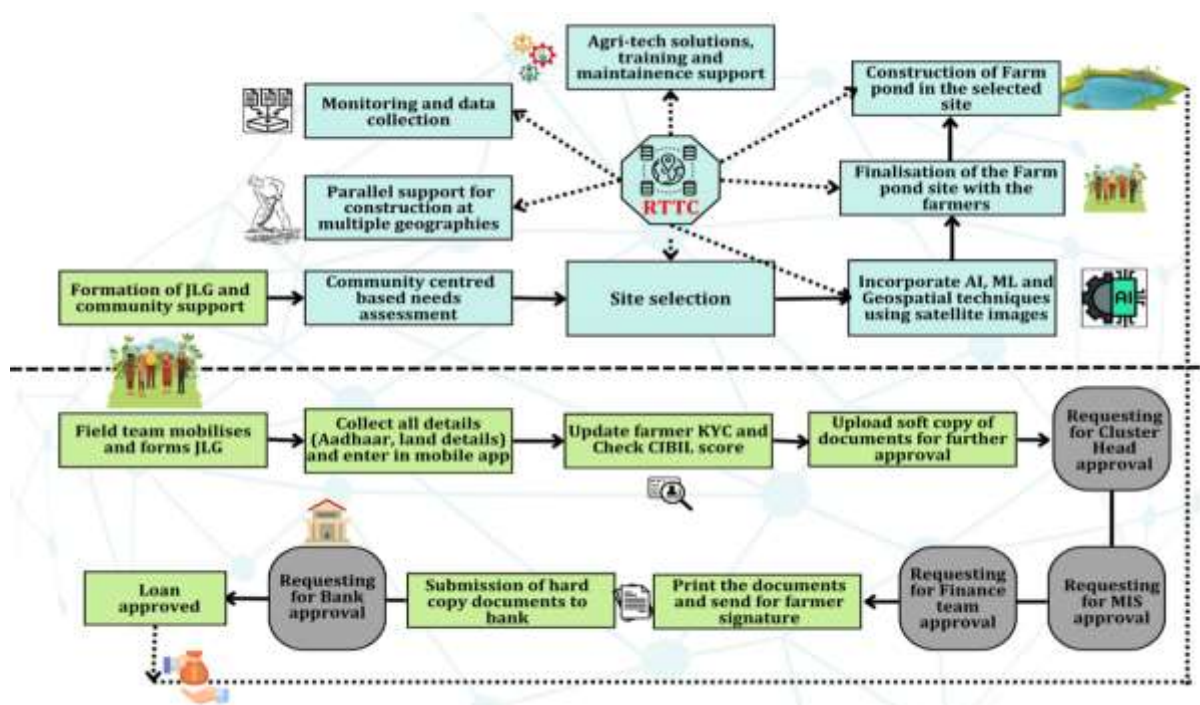 Agri-tech solutions,
training and
maintainence support
Construction of Farm
pond in the selected
site
Monitoring and data
collection
RTTC
Parallel support for
construction at
multiple geographies
Finalisation of the Farm
pond site with the
farmers
Formation of JLG and
community support
Community centred
based needs
assessment
Site selection
Incorporate AI, ML and
Geospatial techniques
using satellite images
AI
Field team mobilises
and forms JLG
Collect all details
(Aadhaar, land details)
and enter in mobile app
Update farmer KYC and
Check CIBIL score
Upload soft copy of
documents for further
approval
Requesting
for Cluster
Head
approval
Loan
approved
Requesting
for Bank
approval
Submission of hard
copy documents to
bank
Print the documents
and send for farmer
signature
Requesting
for Finance
team
approval
Requesting
for MIS
approval